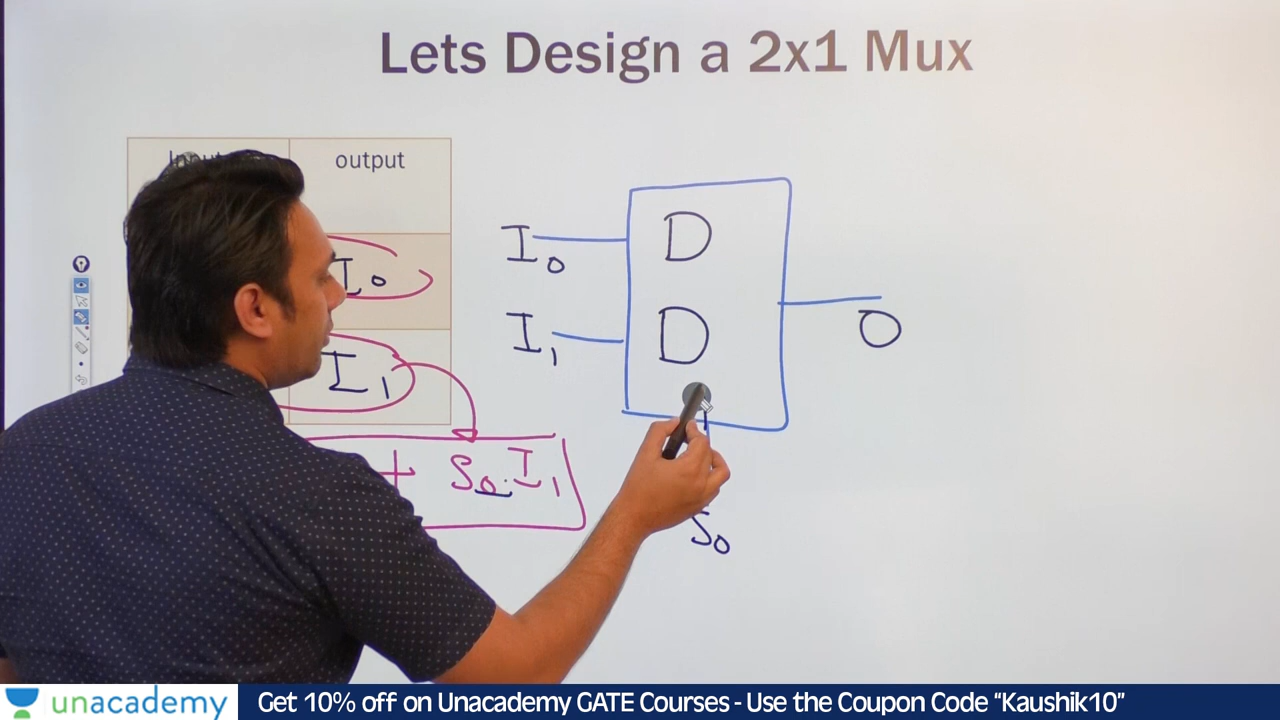 Lets Design a 2x1 Mux
output
I0
I0
I1
I1
O
+ S0.I1
S0
unacademy
Get 10% off on Unacademy GATE Courses - Use the Coupon Code “Kaushik10”